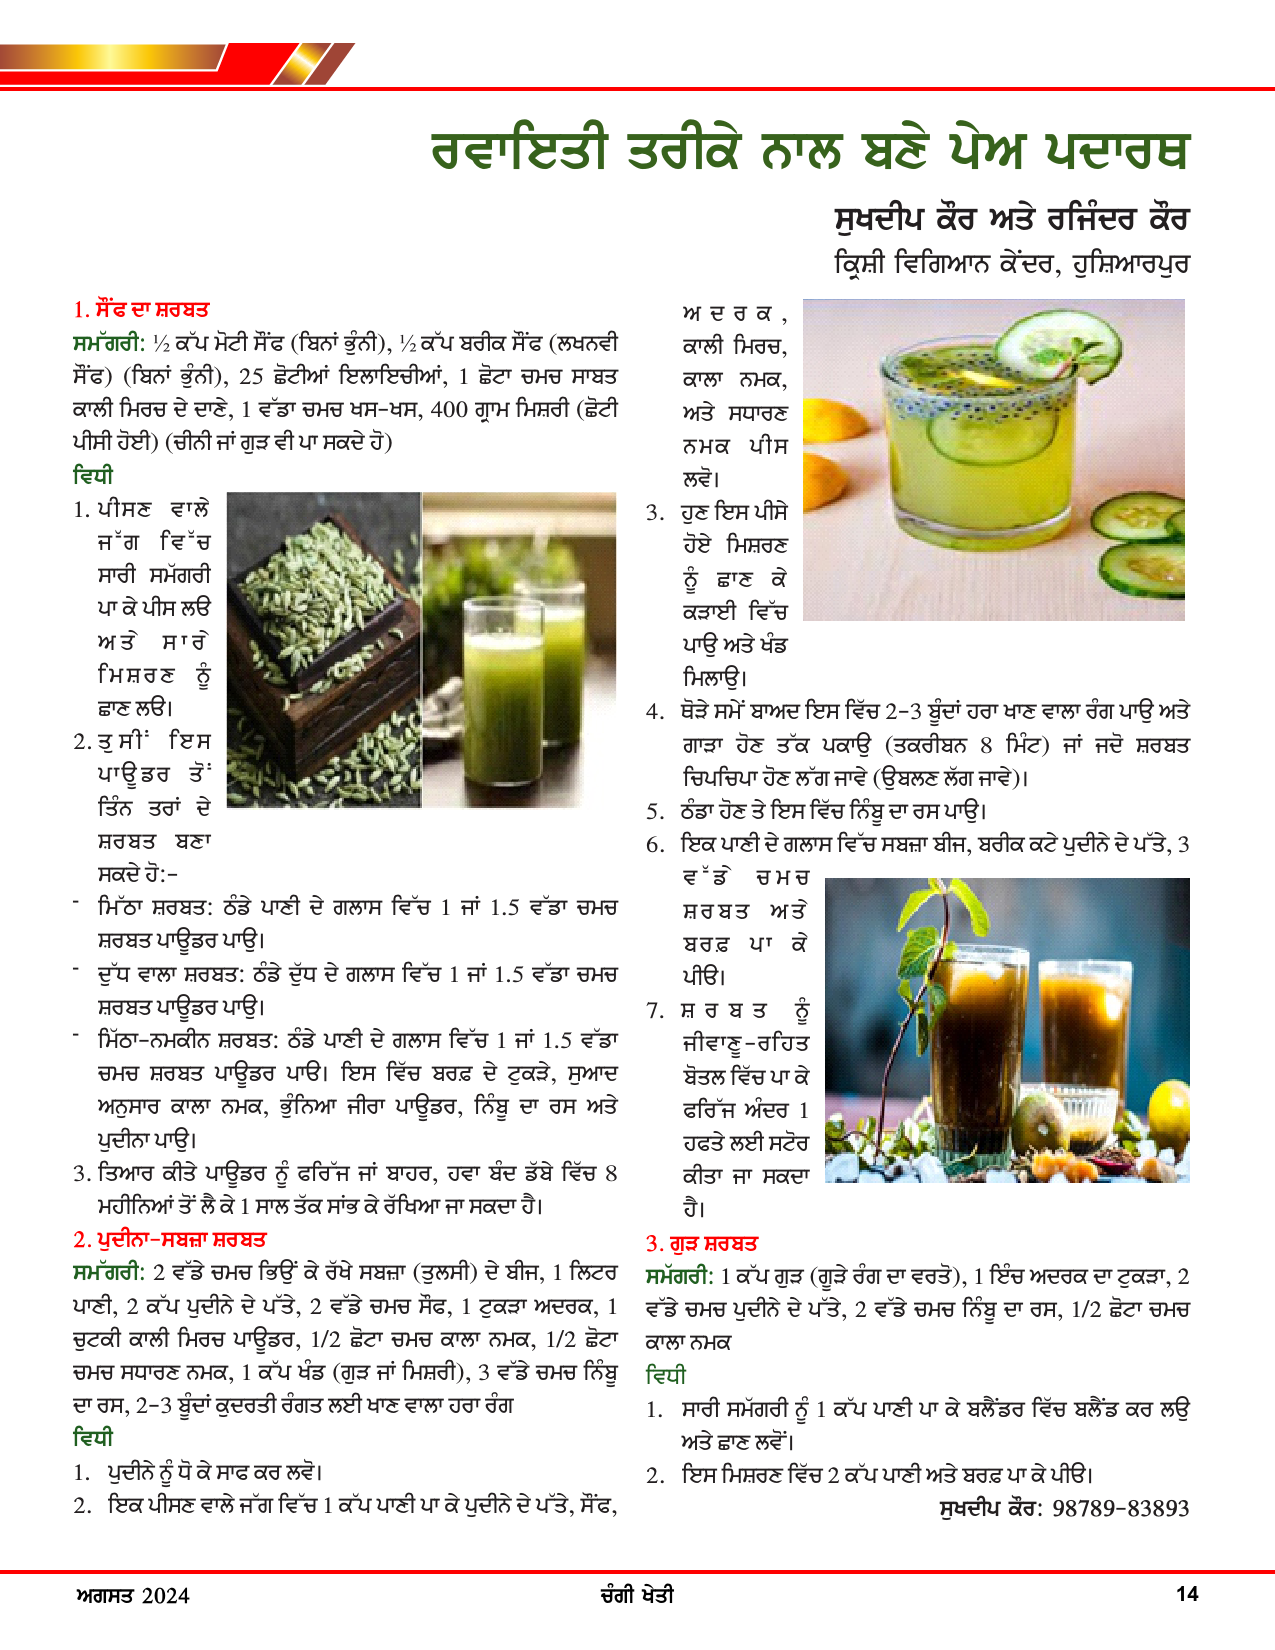 ਰਵਾਇਤੀ ਤਰੀਕੇ ਨਾਲ ਬਣੇ ਪੇਅ ਪਦਾਰਥ
ਸੁਖਦੀਪ ਕੌਰ ਅਤੇ ਰਜਿੰਦਰ ਕੌਰ
ਕ੍ਰਿਸ਼ੀ ਵਿਗਿਆਨ ਕੇਂਦਰ, ਹੁਸ਼ਿਆਰਪੁਰ
1. ਸੌਂਫ ਦਾ ਸ਼ਰਬਤ
ਸਮੱਗਰੀ: ½ ਕੱਪ ਮੋਟੀ ਸੌਂਫ (ਬਿਨਾਂ ਭੁੰਨੀ), ½ ਕੱਪ ਬਰੀਕ ਸੌਂਫ (ਲਖਨਵੀ
ਸੌਂਫ) (ਬਿਨਾਂ ਭੁੰਨੀ), 25 ਛੋਟੀਆਂ ਇਲਾਇਚੀਆਂ, 1 ਛੋਟਾ ਚਮਚ ਸਾਬਤ
ਕਾਲੀ ਮਿਰਚ ਦੇ ਦਾਣੇ, 1 ਵੱਡਾ ਚਮਚ ਖਸ-ਖਸ, 400 ਗ੍ਰਾਮ ਮਿਸ਼ਰੀ (ਛੋਟੀ
ਪੀਸੀ ਹੋਈ) (ਚੀਨੀ ਜਾਂ ਗੁੜ ਵੀ ਪਾ ਸਕਦੇ ਹੋ)
ਵਿਧੀ
1. ਪੀਸਣ ਵਾਲੇ
ਜੱਗ ਵਿੱਚ
ਸਾਰੀ ਸਮੱਗਰੀ
ਪਾ ਕੇ ਪੀਸ ਲਓ
ਅਤੇ ਸਾਰੇ
ਮਿਸ਼ਰਣ ਨੂੰ
ਛਾਣ ਲਓ।
2. ਤੁਸੀਂ ਇਸ
ਪਾਊਡਰ ਤੋਂ
ਤਿੰਨ ਤਰਾਂ ਦੇ
ਸ਼ਰਬਤ ਬਣਾ
ਸਕਦੇ ਹੋ:-
- ਮਿੱਠਾ ਸ਼ਰਬਤ: ਠੰਡੇ ਪਾਣੀ ਦੇ ਗਲਾਸ ਵਿੱਚ 1 ਜਾਂ 1.5 ਵੱਡਾ ਚਮਚ
ਸ਼ਰਬਤ ਪਾਊਡਰ ਪਾਉ।
- ਦੁੱਧ ਵਾਲਾ ਸ਼ਰਬਤ: ਠੰਡੇ ਦੁੱਧ ਦੇ ਗਲਾਸ ਵਿੱਚ 1 ਜਾਂ 1.5 ਵੱਡਾ ਚਮਚ
ਸ਼ਰਬਤ ਪਾਊਡਰ ਪਾਉ।
- ਮਿੱਠਾ-ਨਮਕੀਨ ਸ਼ਰਬਤ: ਠੰਡੇ ਪਾਣੀ ਦੇ ਗਲਾਸ ਵਿੱਚ 1 ਜਾਂ 1.5 ਵੱਡਾ
ਚਮਚ ਸ਼ਰਬਤ ਪਾਊਡਰ ਪਾਓ। ਇਸ ਵਿੱਚ ਬਰਫ਼ ਦੇ ਟੁਕੜੇ, ਸੁਆਦ
ਅਨੁਸਾਰ ਕਾਲਾ ਨਮਕ, ਭੁੰਨਿਆ ਜੀਰਾ ਪਾਊਡਰ, ਨਿੰਬੂ ਦਾ ਰਸ ਅਤੇ
ਪੁਦੀਨਾ ਪਾਉ।
3. ਤਿਆਰ ਕੀਤੇ ਪਾਊਡਰ ਨੂੰ ਫਰਿੱਜ ਜਾਂ ਬਾਹਰ, ਹਵਾ ਬੰਦ ਡੱਬੇ ਵਿੱਚ 8
ਮਹੀਨਿਆਂ ਤੋਂ ਲੈ ਕੇ 1 ਸਾਲ ਤੱਕ ਸਾਂਭ ਕੇ ਰੱਖਿਆ ਜਾ ਸਕਦਾ ਹੈ।
2. ਪੁਦੀਨਾ-ਸਬਜ਼ਾ ਸ਼ਰਬਤ
ਸਮੱਗਰੀ: 2 ਵੱਡੇ ਚਮਚ ਭਿਉਂ ਕੇ ਰੱਖੇ ਸਬਜ਼ਾ (ਤੁਲਸੀ) ਦੇ ਬੀਜ, 1 ਲਿਟਰ
ਪਾਣੀ, 2 ਕੱਪ ਪੁਦੀਨੇ ਦੇ ਪੱਤੇ, 2 ਵੱਡੇ ਚਮਚ ਸੌਫ, 1 ਟੁਕੜਾ ਅਦਰਕ, 1
ਚੁਟਕੀ ਕਾਲੀ ਮਿਰਚ ਪਾਊਡਰ, 1/2 ਛੋਟਾ ਚਮਚ ਕਾਲਾ ਨਮਕ, 1/2 ਛੋਟਾ
ਚਮਚ ਸਧਾਰਣ ਨਮਕ, 1 ਕੱਪ ਖੰਡ (ਗੁੜ ਜਾਂ ਮਿਸ਼ਰੀ), 3 ਵੱਡੇ ਚਮਚ ਨਿੰਬੂ
ਦਾ ਰਸ, 2-3 ਬੂੰਦਾਂ ਕੁਦਰਤੀ ਰੰਗਤ ਲਈ ਖਾਣ ਵਾਲਾ ਹਰਾ ਰੰਗ
ਵਿਧੀ
1. ਪੁਦੀਨੇ ਨੂੰ ਧੋ ਕੇ ਸਾਫ ਕਰ ਲਵੋ।
2. ਇਕ ਪੀਸਣ ਵਾਲੇ ਜੱਗ ਵਿੱਚ 1 ਕੱਪ ਪਾਣੀ ਪਾ ਕੇ ਪੁਦੀਨੇ ਦੇ ਪੱਤੇ, ਸੌਂਫ,
ਅਦਰਕ,
ਕਾਲੀ ਮਿਰਚ,
ਕਾਲਾ ਨਮਕ,
ਅਤੇ ਸਧਾਰਣ
ਨਮਕ ਪੀਸ
ਲਵੋ।
3. ਹੁਣ ਇਸ ਪੀਸੇ
ਹੋਏ ਮਿਸ਼ਰਣ
ਨੂੰ ਛਾਣ ਕੇ
ਕੜਾਈ ਵਿੱਚ
ਪਾਉ ਅਤੇ ਖੰਡ
ਮਿਲਾਉ।
4. ਥੋੜੇ ਸਮੇਂ ਬਾਅਦ ਇਸ ਵਿੱਚ 2-3 ਬੂੰਦਾਂ ਹਰਾ ਖਾਣ ਵਾਲਾ ਰੰਗ ਪਾਉ ਅਤੇ
ਗਾੜਾ ਹੋਣ ਤੱਕ ਪਕਾਉ (ਤਕਰੀਬਨ 8 ਮਿੰਟ) ਜਾਂ ਜਦੋ ਸ਼ਰਬਤ
ਚਿਪਚਿਪਾ ਹੋਣ ਲੱਗ ਜਾਵੇ (ਉਬਲਣ ਲੱਗ ਜਾਵੇ)।
5. ਠੰਡਾ ਹੋਣ ਤੇ ਇਸ ਵਿੱਚ ਨਿੰਬੂ ਦਾ ਰਸ ਪਾਉ।
6. ਇਕ ਪਾਣੀ ਦੇ ਗਲਾਸ ਵਿੱਚ ਸਬਜ਼ਾ ਬੀਜ, ਬਰੀਕ ਕਟੇ ਪੁਦੀਨੇ ਦੇ ਪੱਤੇ, 3
ਵੱਡੇ ਚਮਚ
ਸ਼ਰਬਤ ਅਤੇ
ਬਰਫ਼ ਪਾ ਕੇ
ਪੀਓ।
7. ਸ਼ਰਬਤ ਨੂੰ
ਜੀਵਾਣੂ-ਰਹਿਤ
ਬੋਤਲ ਵਿੱਚ ਪਾ ਕੇ
ਫਰਿੱਜ ਅੰਦਰ 1
ਹਫਤੇ ਲਈ ਸਟੋਰ
ਕੀਤਾ ਜਾ ਸਕਦਾ
ਹੈ।
3. ਗੁੜ ਸ਼ਰਬਤ
ਸਮੱਗਰੀ: 1 ਕੱਪ ਗੁੜ (ਗੂੜੇ ਰੰਗ ਦਾ ਵਰਤੋ), 1 ਇੰਚ ਅਦਰਕ ਦਾ ਟੁਕੜਾ, 2
ਵੱਡੇ ਚਮਚ ਪੁਦੀਨੇ ਦੇ ਪੱਤੇ, 2 ਵੱਡੇ ਚਮਚ ਨਿੰਬੂ ਦਾ ਰਸ, 1/2 ਛੋਟਾ ਚਮਚ
ਕਾਲਾ ਨਮਕ
ਵਿਧੀ
1. ਸਾਰੀ ਸਮੱਗਰੀ ਨੂੰ 1 ਕੱਪ ਪਾਣੀ ਪਾ ਕੇ ਬਲੈਂਡਰ ਵਿੱਚ ਬਲੈਂਡ ਕਰ ਲਉ
ਅਤੇ ਛਾਣ ਲਵੋਂ।
2. ਇਸ ਮਿਸ਼ਰਣ ਵਿੱਚ 2 ਕੱਪ ਪਾਣੀ ਅਤੇ ਬਰਫ਼ ਪਾ ਕੇ ਪੀਓ।
ਸੁਖਦੀਪ ਕੌਰ: 98789-83893
ਅਗਸਤ 2024
ਚੰਗੀ ਖੇਤੀ
14